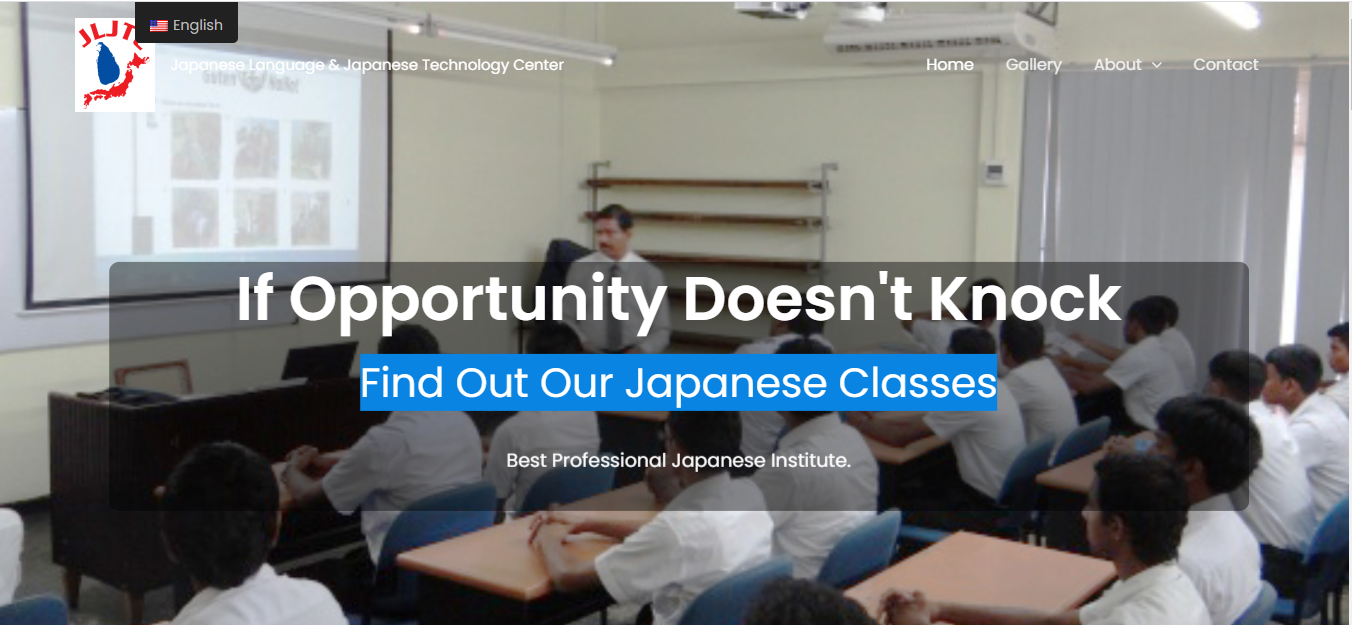 JLJTC
English
Japanese Language & Japanese Technology Center
Home
Gallery
About
Contact
If Opportunity Doesn't Knock
Find Out Our Japanese Classes
Best Professional Japanese Institute.